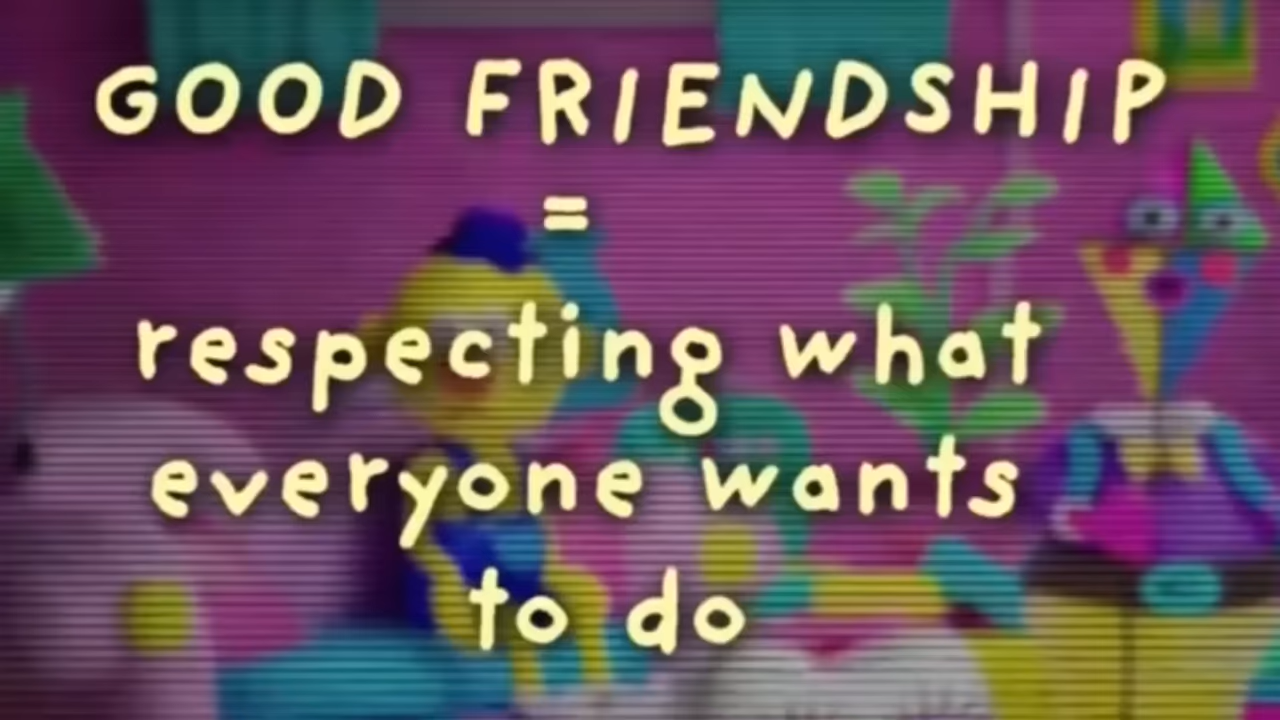 GOOD FRIENDSHIP
=
respecting what
everyone wants
to do